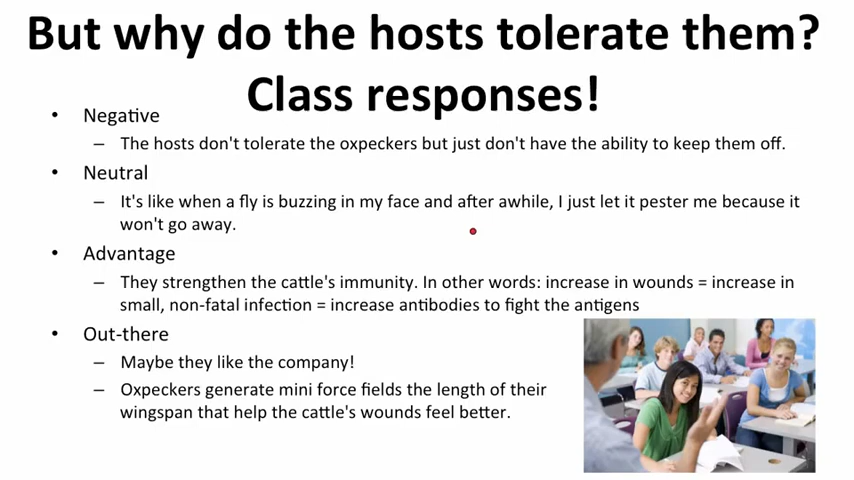 But why do the hosts tolerate them?
Class responses!
• Negative
– The hosts don't tolerate the oxpeckers but just don't have the ability to keep them off.
• Neutral
– It's like when a fly is buzzing in my face and after awhile, I just let it pester me because it
won't go away.
• Advantage
– They strengthen the cattle's immunity. In other words: increase in wounds = increase in
small, non-fatal infection = increase antibodies to fight the antigens
• Out-there
– Maybe they like the company!
– Oxpeckers generate mini force fields the length of their
wingspan that help the cattle's wounds feel better.